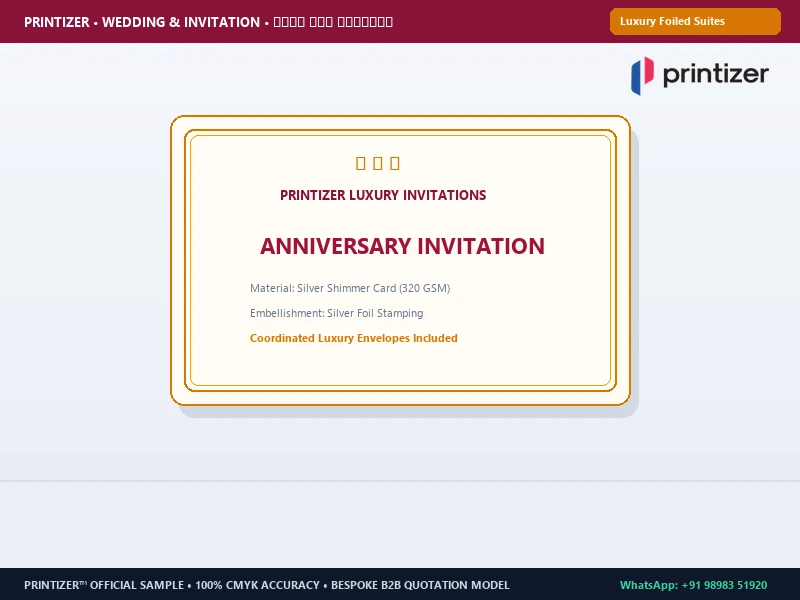 PRINTIZER • WEDDING & INVITATION •
Luxury Foiled Suites
printizer
PRINTIZER LUXURY INVITATIONS
ANNIVERSARY INVITATION
Material: Silver Shimmer Card (320 GSM)
Embellishment: Silver Foil Stamping
Coordinated Luxury Envelopes Included
PRINTIZER™ OFFICIAL SAMPLE • 100% CMYK ACCURACY • BESPOKE B2B QUOTATION MODEL
WhatsApp: +91 98983 51920